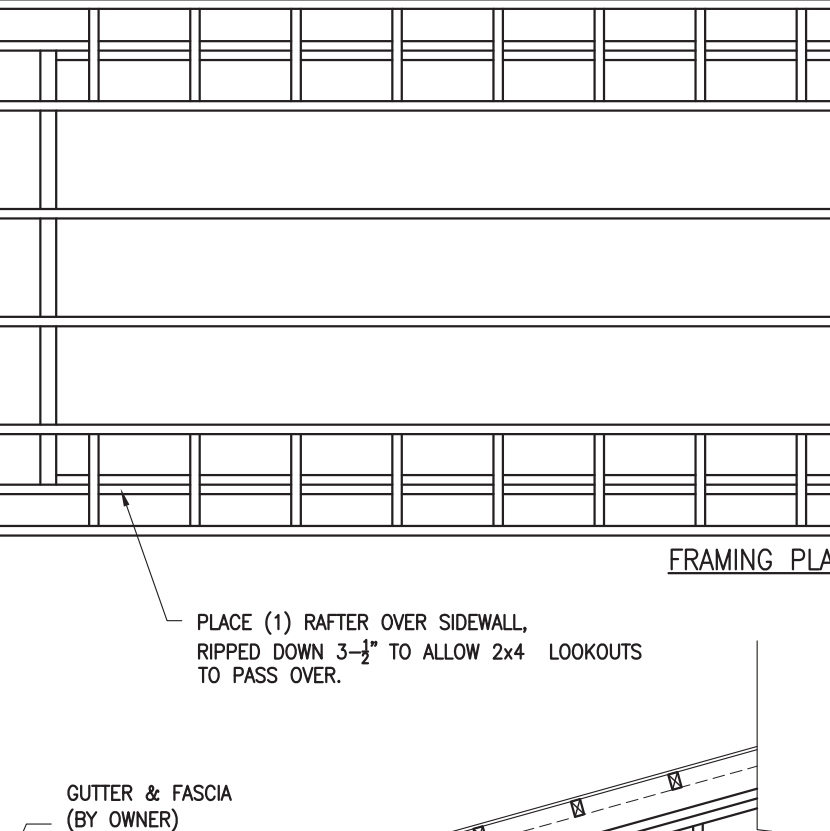 FRAMING PLA
PLACE (1) RAFTER OVER SIDEWALL,
RIPPED DOWN 3-½" TO ALLOW 2x4 LOOKOUTS
TO PASS OVER.
GUTTER & FASCIA
(BY OWNER)